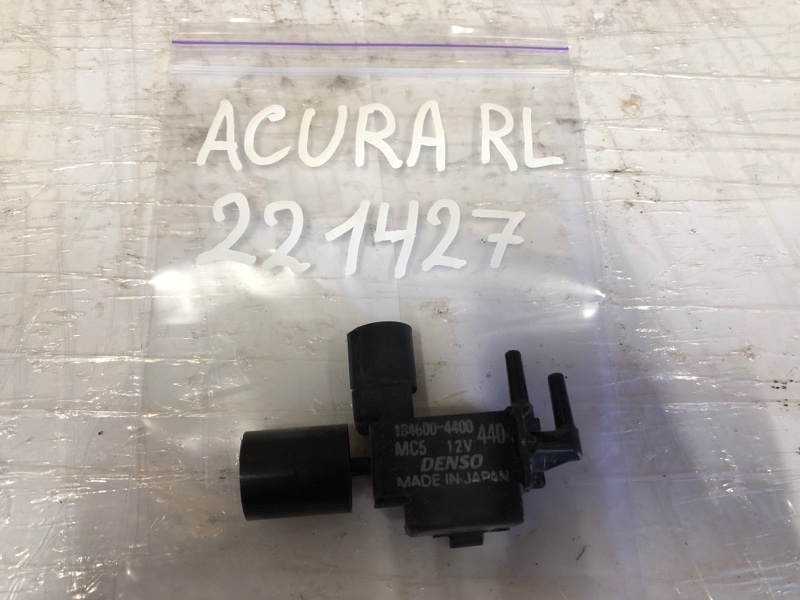 ACURA RL
221427
184600-4400
440
MC5 12V
DENSO
MADE IN JAPAN